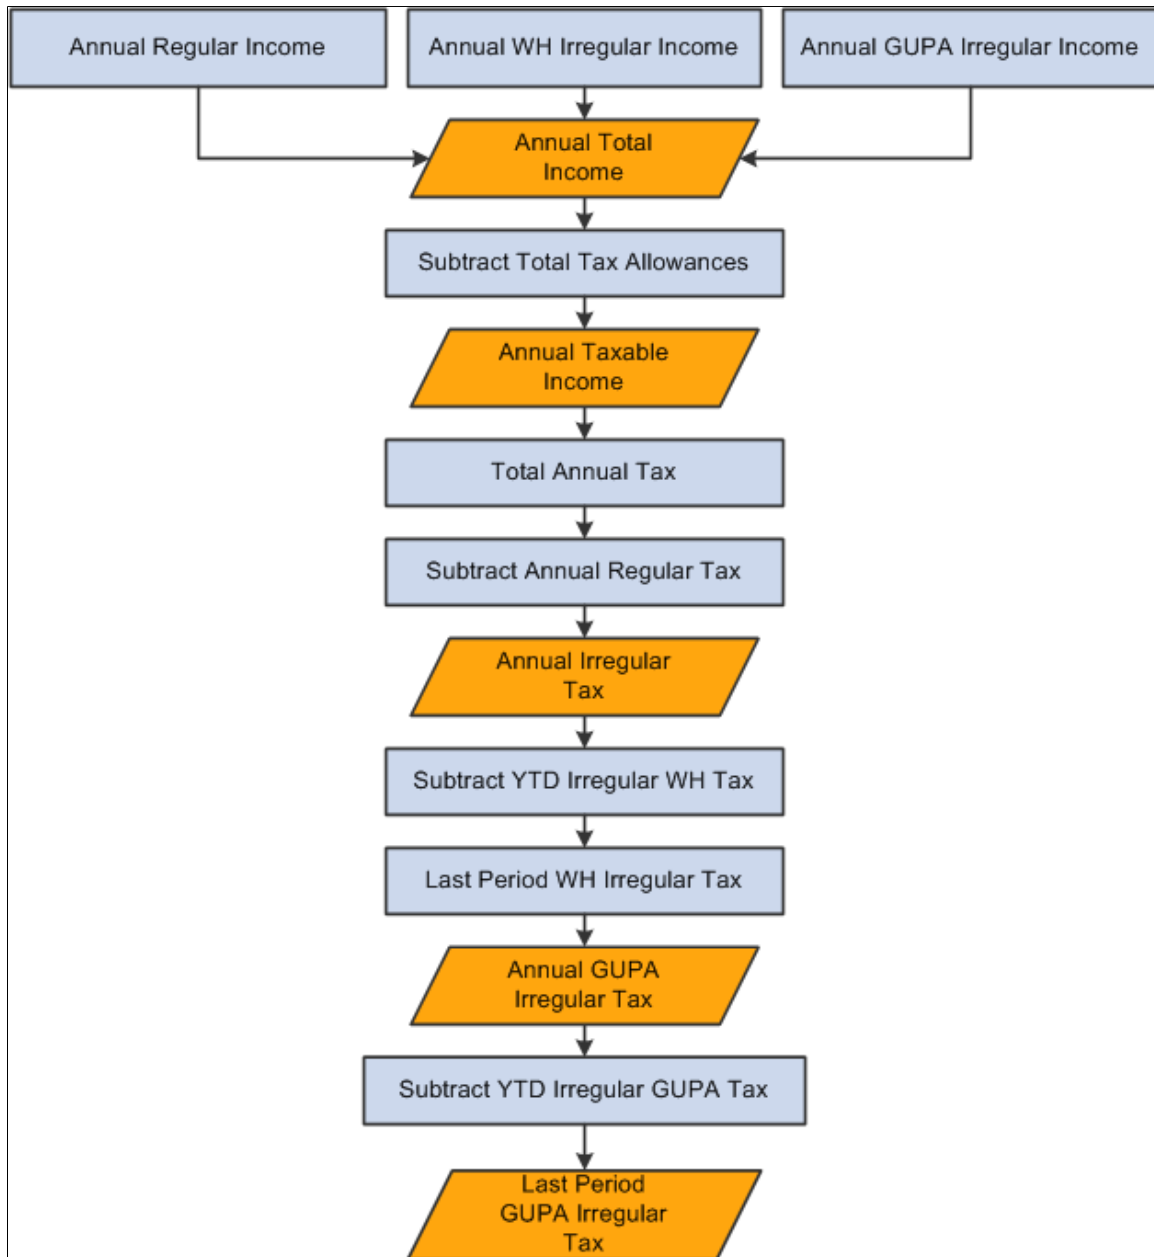 Annual Regular Income
Annual WH Irregular Income
Annual GUPA Irregular Income
Annual Total
Income
Subtract Total Tax Allowances
Annual Taxable
Income
Total Annual Tax
Subtract Annual Regular Tax
Annual Irregular
Tax
Subtract YTD Irregular WH Tax
Last Period WH Irregular Tax
Annual GUPA
Irregular Tax
Subtract YTD Irregular GUPA Tax
Last Period
GUPA Irregular
Tax